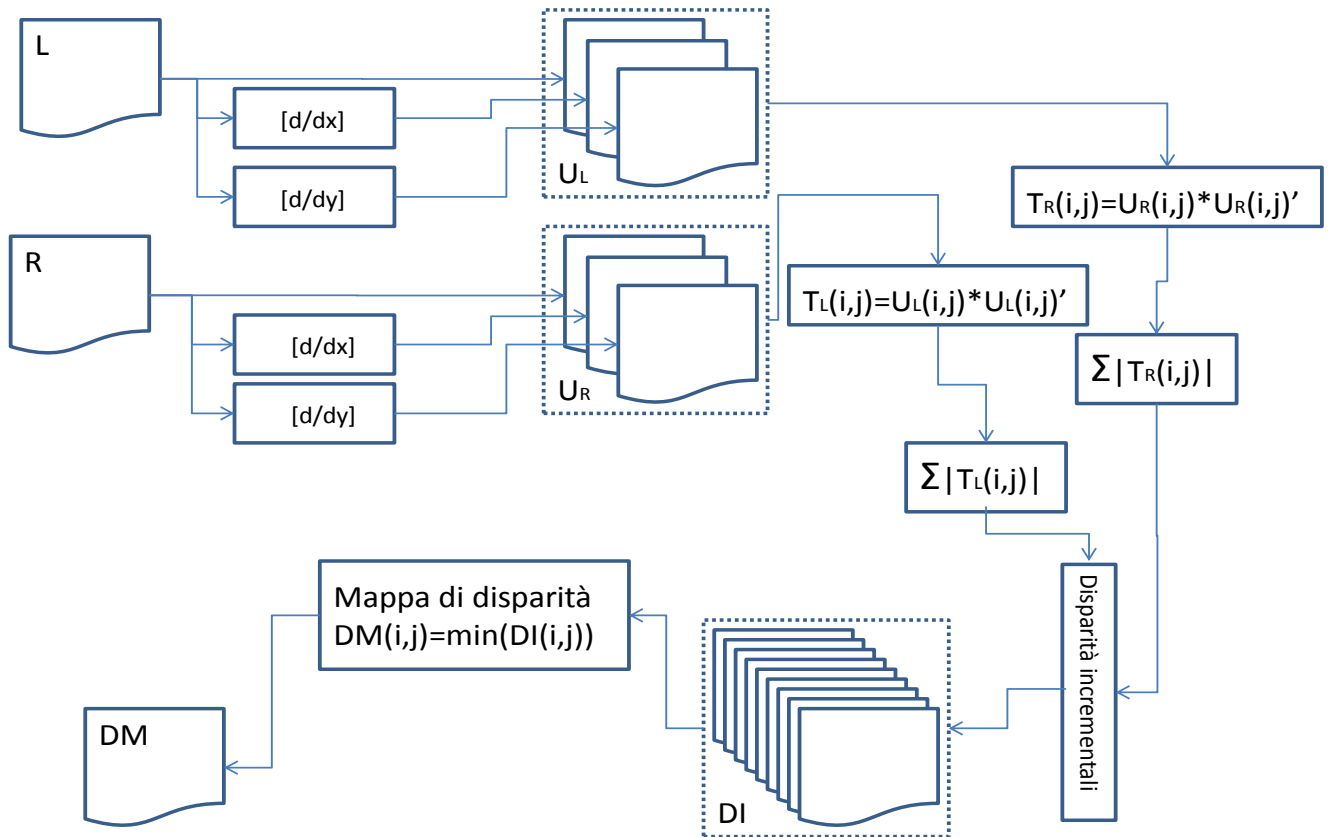 L
[d/dx]
[d/dy]
UL
TR(i,j)=UR(i,j)*UR(i,j)’
R
[d/dx]
[d/dy]
UR
TL(i,j)=UL(i,j)*UL(i,j)’
Σ|TR(i,j)|
Σ|TL(i,j)|
Disparità incrementali
Mappa di disparità
DM(i,j)=min(DI(i,j))
DI
DM